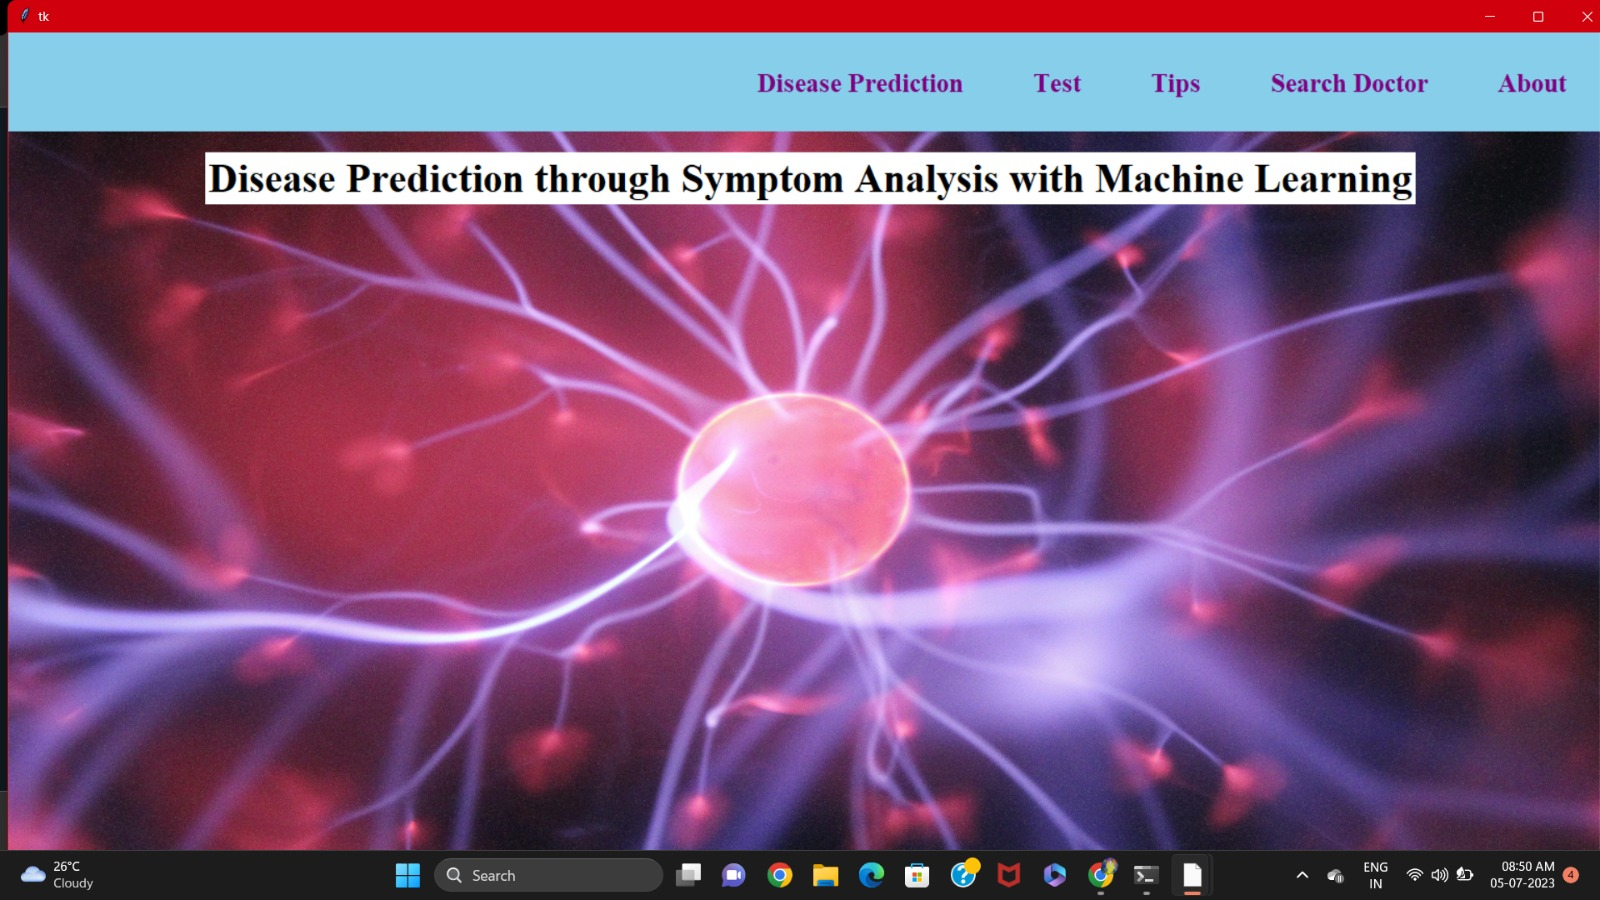 tk
Disease Prediction Test Tips Search Doctor About
Disease Prediction through Symptom Analysis with Machine Learning
26°C
Cloudy
Search
ENG
IN
08:50 AM
05-07-2023
4